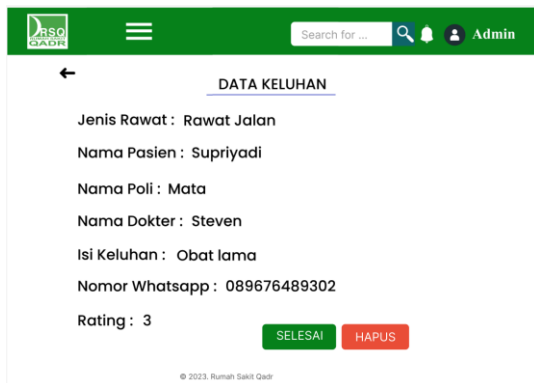 RSQ
QADR
Search for ...
Admin
DATA KELUHAN
Jenis Rawat : Rawat Jalan
Nama Pasien : Supriyadi
Nama Poli : Mata
Nama Dokter : Steven
Isi Keluhan : Obat lama
Nomor Whatsapp : 089676489302
Rating : 3
SELESAI
HAPUS
© 2023. Rumah Sakit Qadr